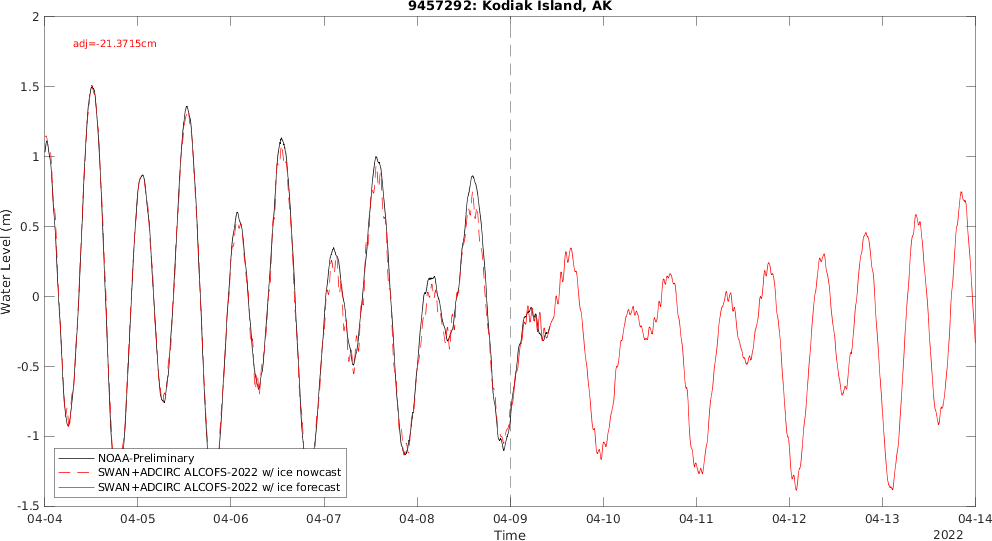 9457292: Kodiak Island, AK
adj=-21.3715cm
2
1.5
1
0.5
0
-0.5
-1
-1.5
Water Level (m)
NOAA-Preliminary
SWAN+ADCIRC ALCOFS-2022 w/ ice nowcast
SWAN+ADCIRC ALCOFS-2022 w/ ice forecast
04-04 04-05 04-06 04-07 04-08 04-09 04-10 04-11 04-12 04-13 04-14
Time
2022